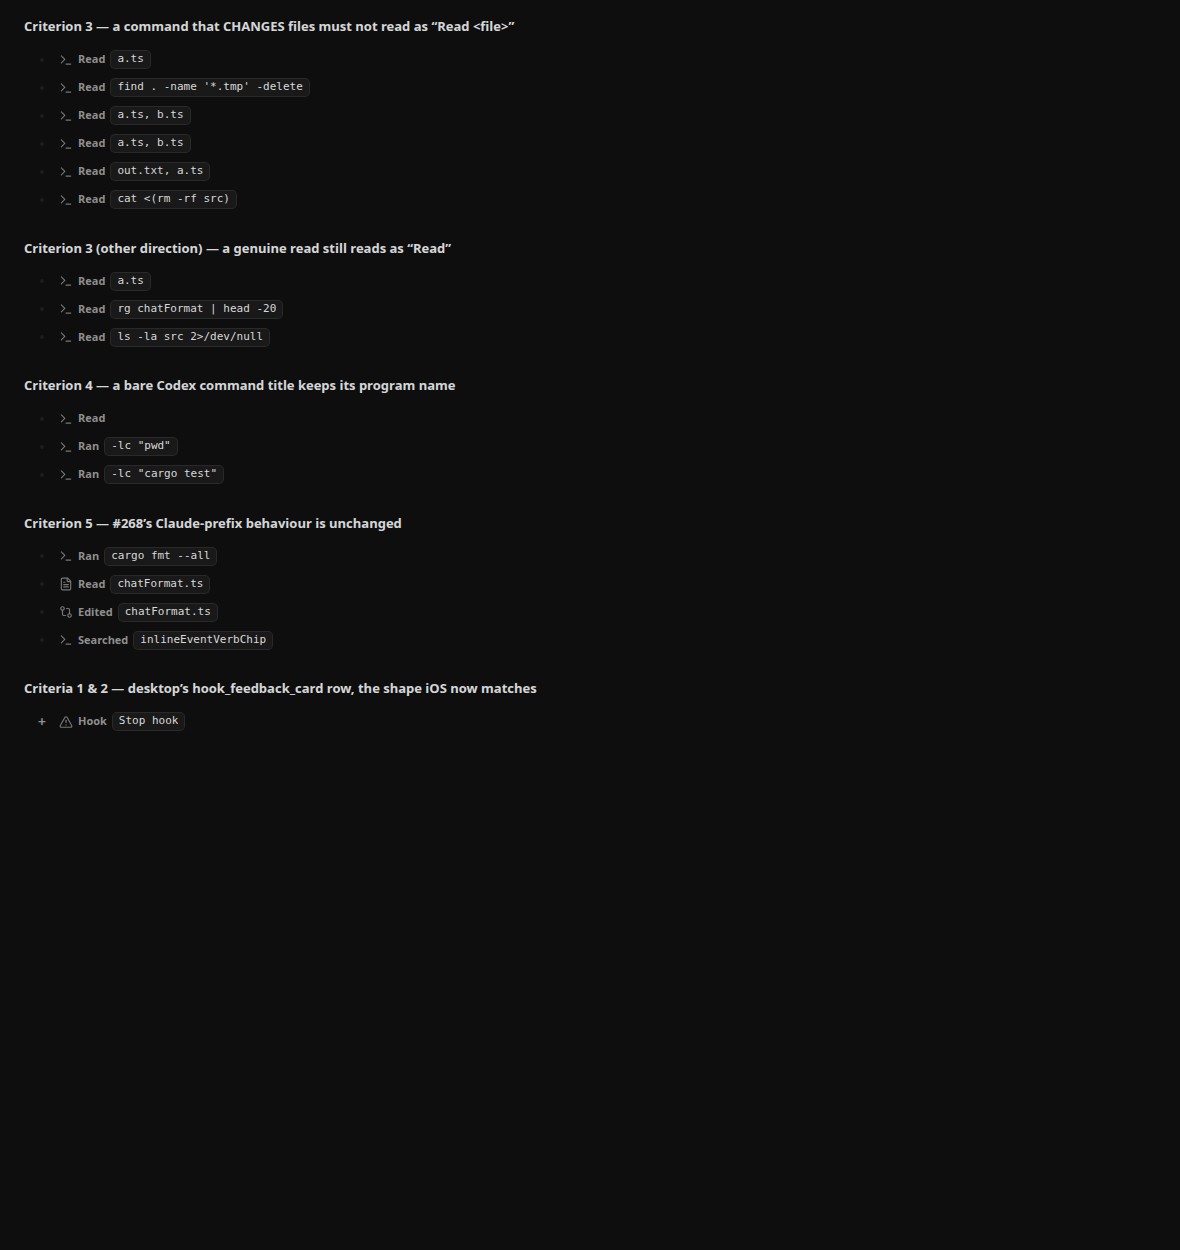 Criterion 3 — a command that CHANGES files must not read as “Read <file>”
Read a.ts
Read find . -name '*.tmp' -delete
Read a.ts, b.ts
Read a.ts, b.ts
Read out.txt, a.ts
Read cat <(rm -rf src)
Criterion 3 (other direction) — a genuine read still reads as “Read”
Read a.ts
Read rg chatFormat | head -20
Read ls -la src 2>/dev/null
Criterion 4 — a bare Codex command title keeps its program name
Read
Ran -lc "pwd"
Ran -lc "cargo test"
Criterion 5 — #268’s Claude-prefix behaviour is unchanged
Ran cargo fmt --all
Read chatFormat.ts
Edited chatFormat.ts
Searched inlineEventVerbChip
Criteria 1 & 2 — desktop’s hook_feedback_card row, the shape iOS now matches
+ Hook Stop hook